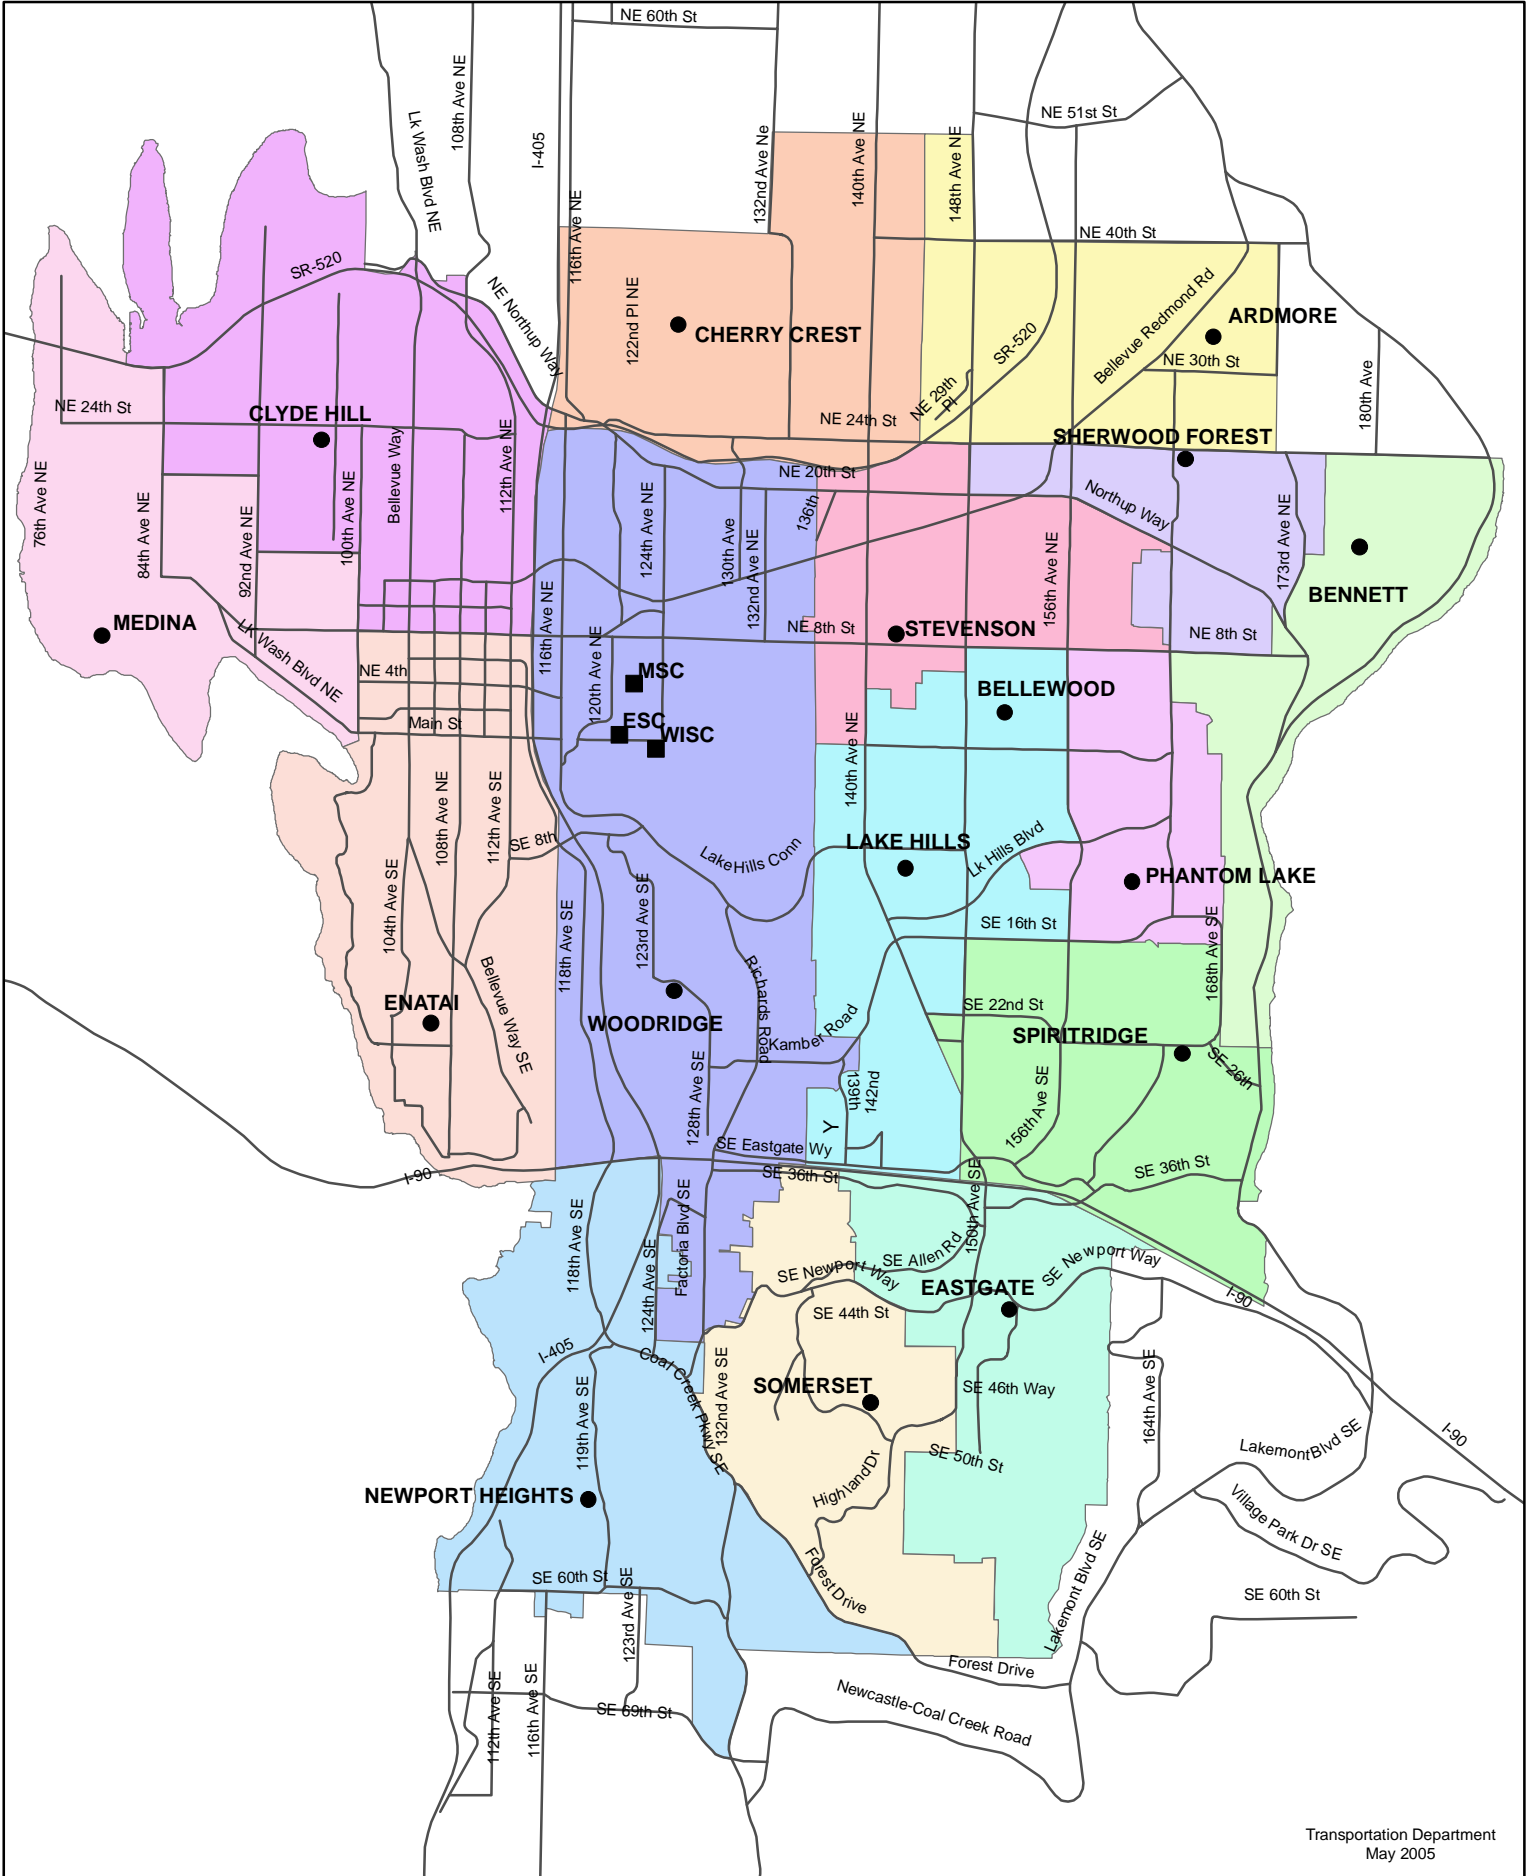 NE 60th St
108th Ave NE
Lk Wash Blvd NE
I-405
116th Ave NE
132nd Ave Ne
140th Ave NE
148th Ave NE
NE 51st St
NE 40th St
SR-520
NE Northup Way
122nd Pl NE
CHERRY CREST
SR-520
Bellevue Redmond Rd
ARDMORE
NE 30th St
NE 29th
Pl
180th Ave
NE 24th St
CLYDE HILL
NE 24th St
SHERWOOD FOREST
76th Ave NE
84th Ave NE
92nd Ave NE
100th Ave NE
Bellevue Way
112th Ave NE
NE 20th St
124th Ave NE
130th Ave
132nd Ave NE
136th
Northup Way
156th Ave NE
173rd Ave NE
BENNETT
MEDINA
LK Wash Blvd NE
116th Ave NE
NE 8th St
STEVENSON
NE 8th St
NE 4th
120th Ave NE
MSC
BELLEWOOD
Main St
ESC
WISC
140th Ave NE
108th Ave NE
112th Ave SE
SE 8th
LakeHills Conn
LAKE HILLS
Lk Hills Blvd
PHANTOM LAKE
104th Ave SE
118th Ave SE
123rd Ave SE
SE 16th St
168th Ave SE
Bellevue Way SE
Richards Road
ENATAI
WOODRIDGE
Kamber Road
SE 22nd St
SPIRITRIDGE
SE 26th
128th Ave SE
139th
142nd
Y
156th Ave SE
SE Eastgate Wy
I-90
SE 36th St
SE 36th St
118th Ave SE
124th Ave SE
Factoria Blvd SE
150th Ave SE
SE Allen Rd
SE Newport Way
SE Newport Way
EASTGATE
I-90
SE 44th St
I-405
Coal Creek Pkwy SE
132nd Ave SE
SOMERSET
SE 46th Way
164th Ave SE
119th Ave SE
I-90
LakemontBlvd SE
SE 50th St
HighlandDr
NEWPORT HEIGHTS
Village Park Dr SE
Forest Drive
SE 60th St
123rd Ave SE
Lakemont Blvd SE
SE 60th St
Forest Drive
112th Ave SE
116th Ave SE
SE 69th St
Newcastle-Coal Creek Road
Transportation Department
May 2005